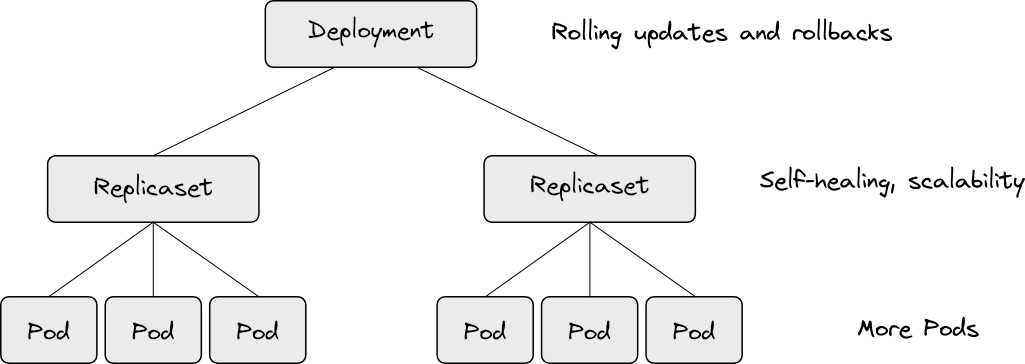 Deployment
Rolling updates and rollbacks
Replicaset
Replicaset
Self-healing, scalability
Pod
Pod
Pod
Pod
Pod
Pod
More Pods